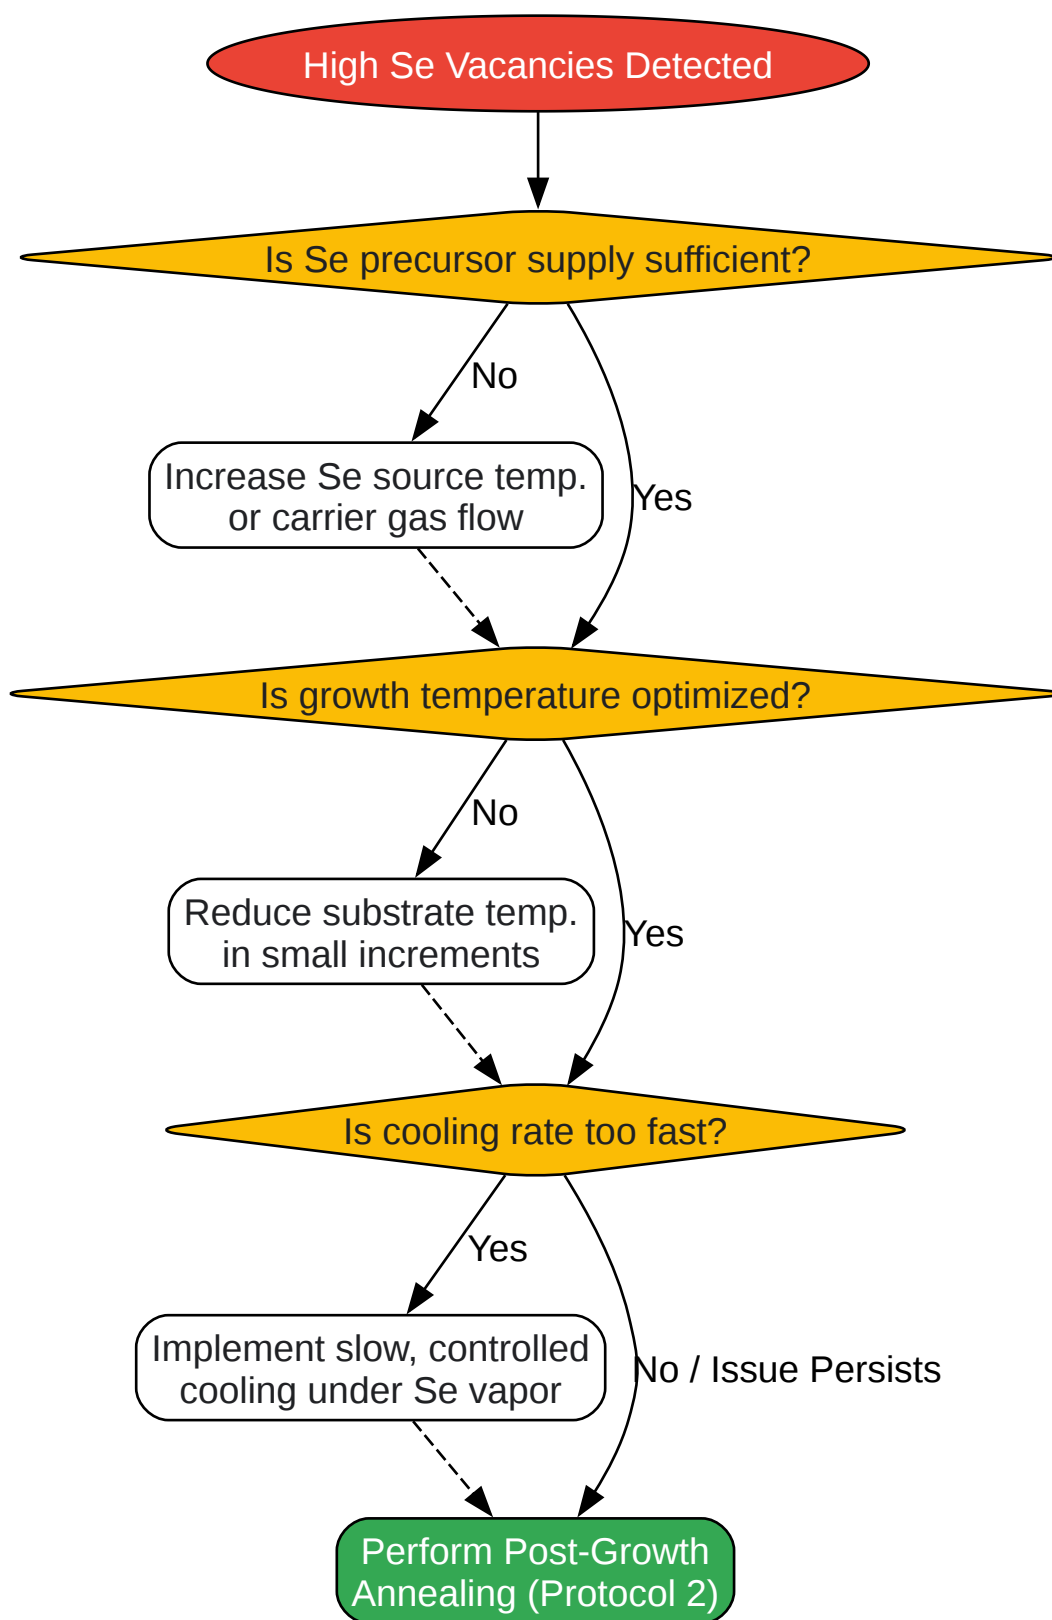 High Se Vacancies Detected
Is Se precursor supply sufficient?
No
Increase Se source temp.
or carrier gas flow
Yes
Is growth temperature optimized?
No
Reduce substrate temp.
in small increments
Yes
Is cooling rate too fast?
Yes
Implement slow, controlled
cooling under Se vapor
No / Issue Persists
Perform Post-Growth
Annealing (Protocol 2)